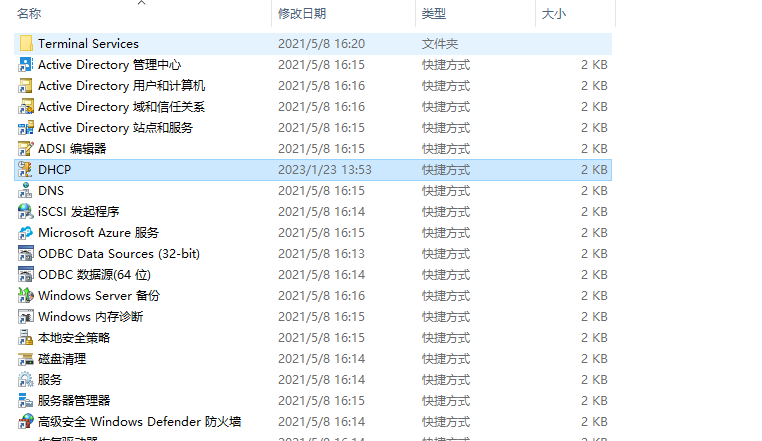 名称 修改日期 类型 大小
Terminal Services 2021/5/8 16:20 文件夹
Active Directory 管理中心 2021/5/8 16:15 快捷方式 2 KB
Active Directory 用户和计算机 2021/5/8 16:16 快捷方式 2 KB
Active Directory 域和信任关系 2021/5/8 16:16 快捷方式 2 KB
Active Directory 站点和服务 2021/5/8 16:15 快捷方式 2 KB
ADSI 编辑器 2021/5/8 16:15 快捷方式 2 KB
DHCP 2023/1/23 13:53 快捷方式 2 KB
DNS 2021/5/8 16:15 快捷方式 2 KB
iSCSI 发起程序 2021/5/8 16:14 快捷方式 2 KB
Microsoft Azure 服务 2021/5/8 16:15 快捷方式 2 KB
ODBC Data Sources (32-bit) 2021/5/8 16:13 快捷方式 2 KB
ODBC 数据源(64 位) 2021/5/8 16:14 快捷方式 2 KB
Windows Server 备份 2021/5/8 16:16 快捷方式 2 KB
Windows 内存诊断 2021/5/8 16:15 快捷方式 2 KB
本地安全策略 2021/5/8 16:15 快捷方式 2 KB
磁盘清理 2021/5/8 16:14 快捷方式 2 KB
服务 2021/5/8 16:14 快捷方式 2 KB
服务器管理器 2021/5/8 16:15 快捷方式 2 KB
高级安全 Windows Defender 防火墙 2021/5/8 16:14 快捷方式 2 KB